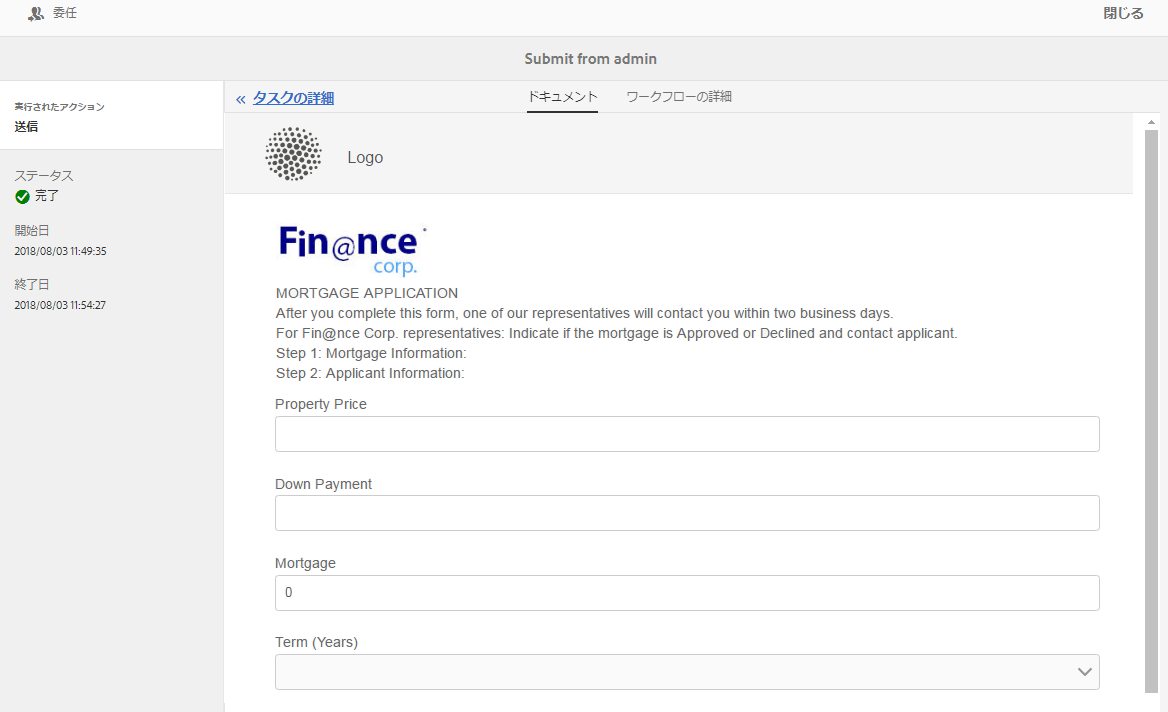 委任
閉じる
Submit from admin
実行されたアクション
送信
ステータス
完了
開始日
2018/08/03 11:49:35
終了日
2018/08/03 11:54:27
« タスクの詳細
ドキュメント
ワークフローの詳細
Logo
Fin@nce
corp.
MORTGAGE APPLICATION
After you complete this form, one of our representatives will contact you within two business days.
For Fin@nce Corp. representatives: Indicate if the mortgage is Approved or Declined and contact applicant.
Step 1: Mortgage Information:
Step 2: Applicant Information:
Property Price
Down Payment
Mortgage
0
Term (Years)